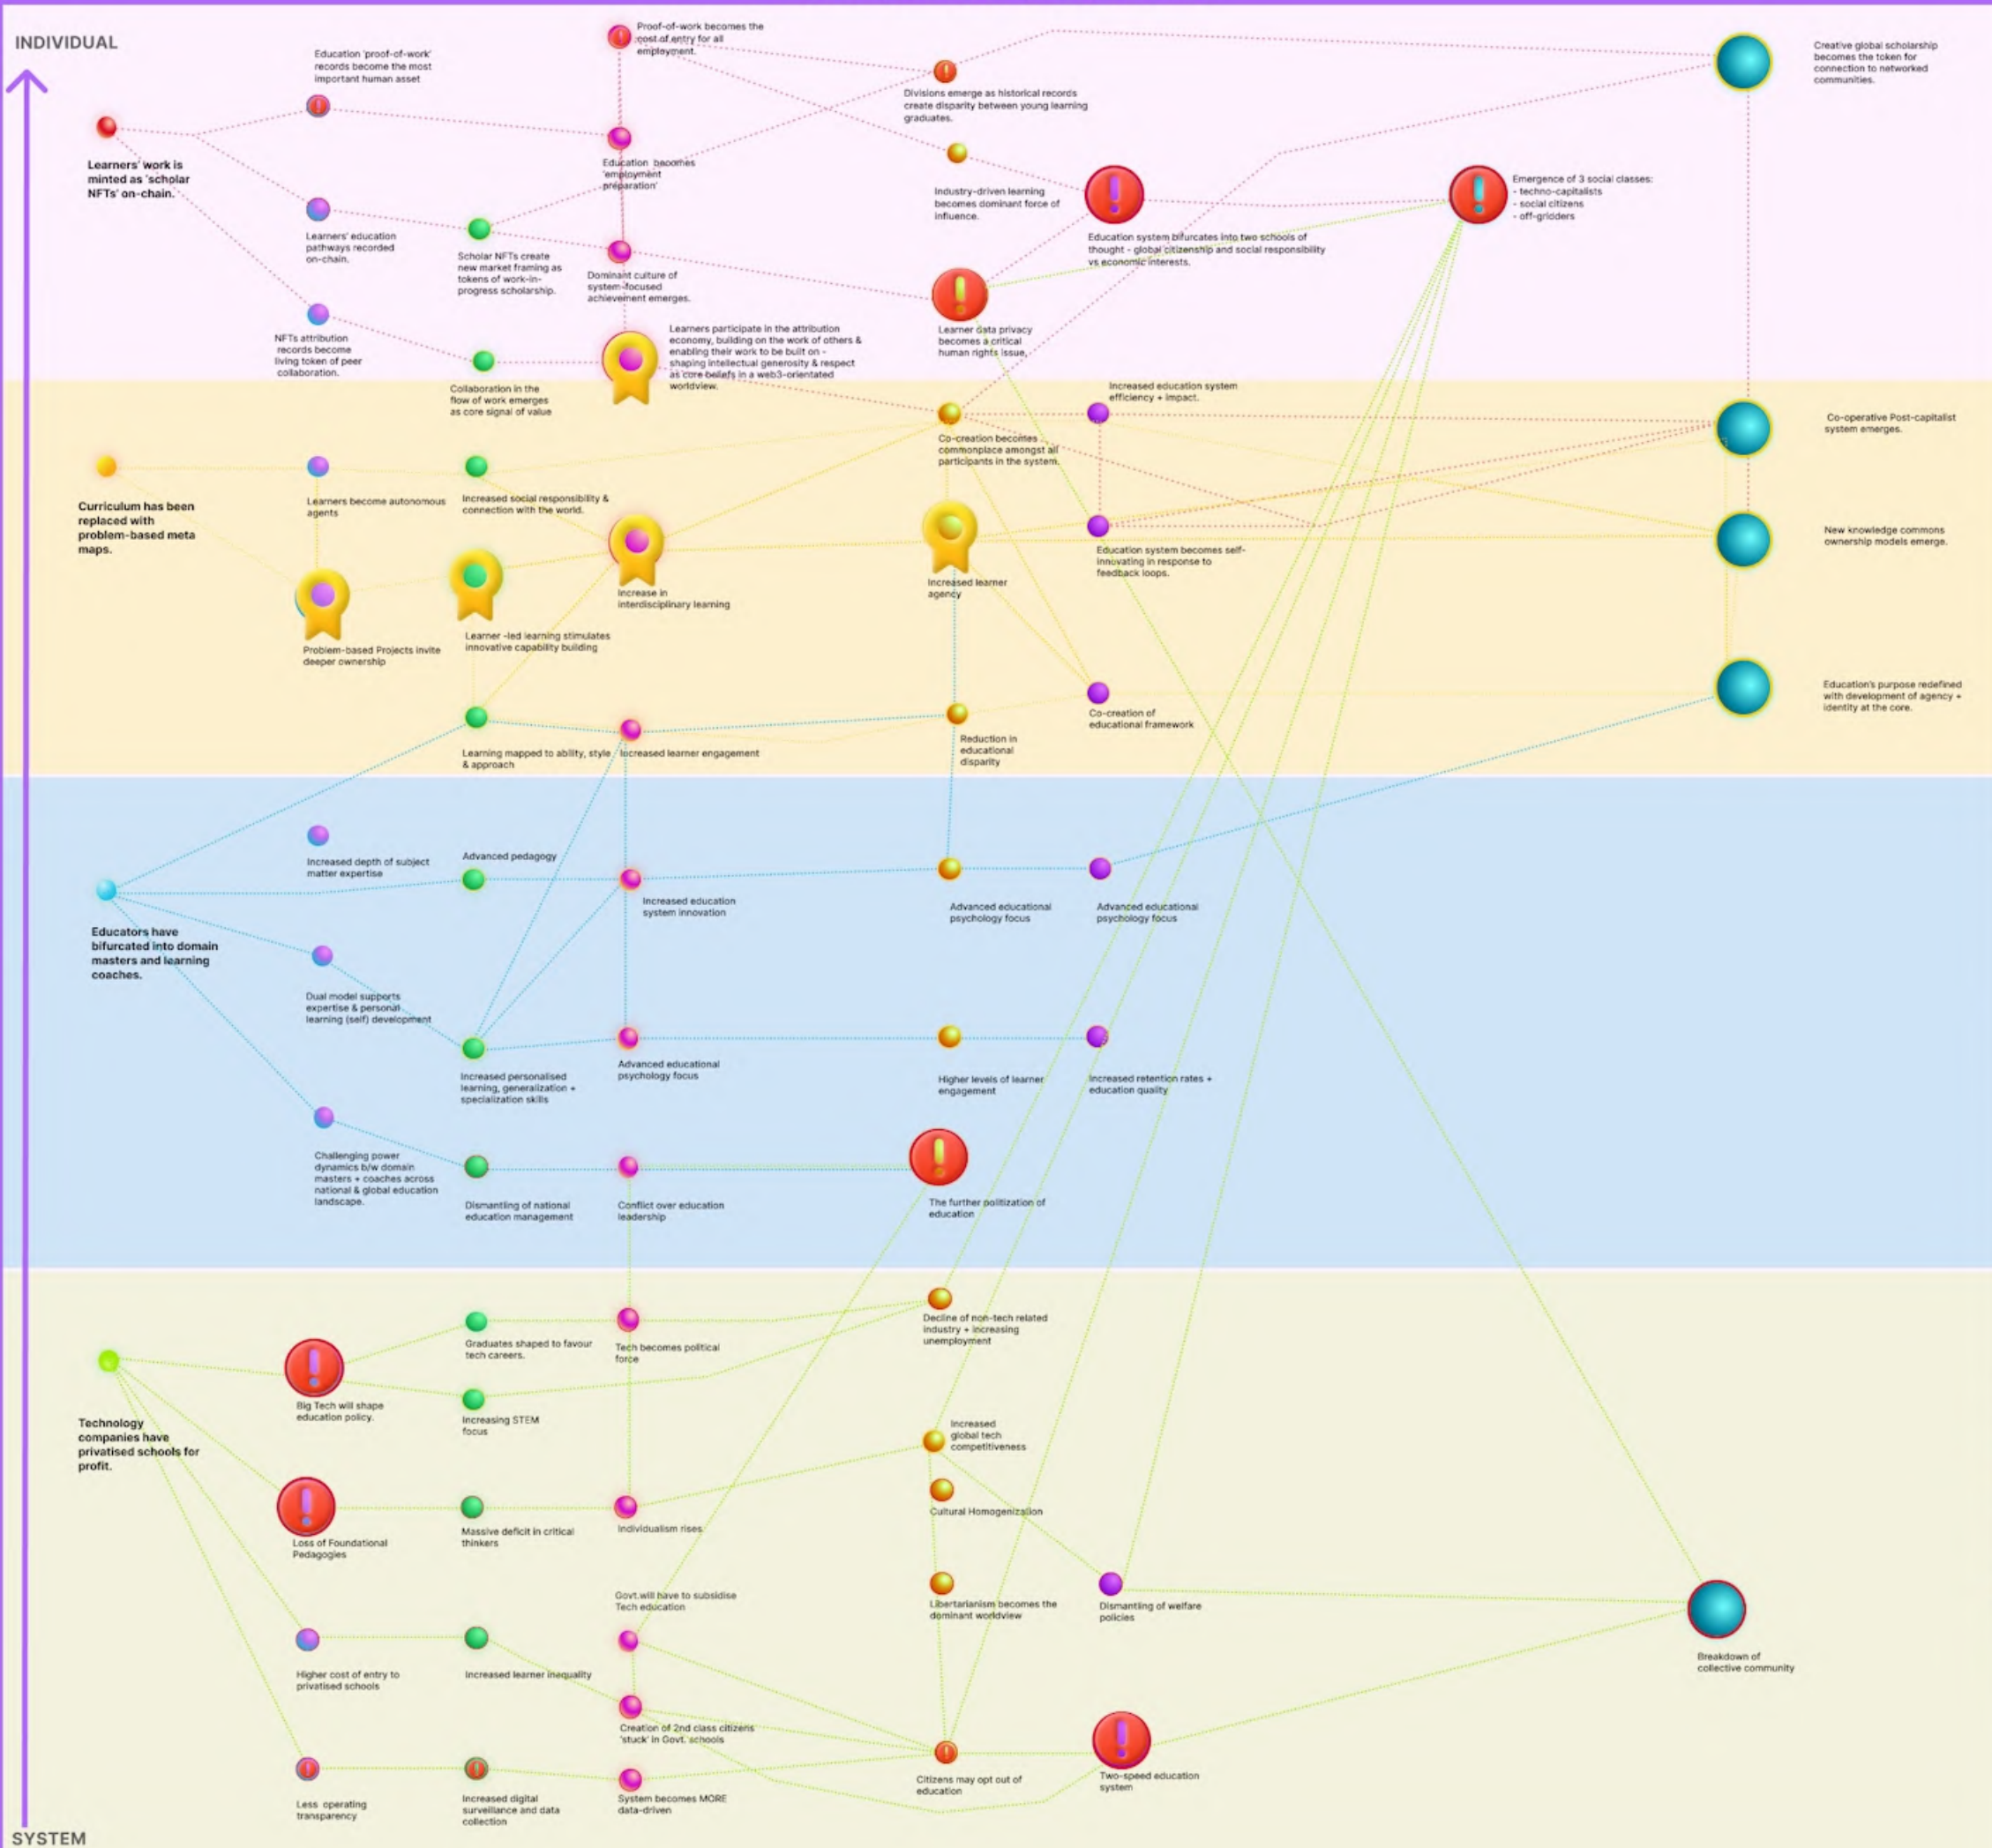 INDIVIDUAL
Education 'proof-of-work'
records become the most
important human asset
Proof-of-work becomes the
cost of entry for all
employment.
Divisions emerge as historical records
create disparity between young learning
graduates.
Creative global scholarship
becomes the token for
connection to networked
communities.
Learners' work is
minted as 'scholar
NFTs' on-chain.
Education becomes
'employment
preparation'
Industry-driven learning
becomes dominant force of
influence.
Emergence of 3 social classes:
- techno-capitalists
- social citizens
- off-gridders
Learners' education
pathways recorded
on-chain.
Scholar NFTs create
new market framing as
tokens of work-in-
progress scholarship.
Dominant culture of
system-focused
achievement emerges.
Education system bifurcates into two schools of
thought - global citizenship and social responsibility
vs economic interests.
NFTs attribution
records become
living token of peer
collaboration.
Learners participate in the attribution
economy, building on the work of others &
enabling their work to be built on -
shaping intellectual generosity & respect
as core beliefs in a web3-orientated
worldview.
Learner data privacy
becomes a critical
human rights issue.
Collaboration in the
flow of work emerges
as core signal of value
Increased education system
efficiency + impact.
Co-creation becomes
commonplace amongst all
participants in the system.
Co-operative Post-capitalist
system emerges.
Curriculum has been
replaced with
problem-based meta
maps.
Learners become autonomous
agents
Increased social responsibility &
connection with the world.
Education system becomes self-
innovating in response to
feedback loops.
New knowledge commons
ownership models emerge.
Increase in
interdisciplinary learning
Increased learner
agency
Problem-based Projects invite
deeper ownership
Learner -led learning stimulates
innovative capability building
Co-creation of
educational framework
Education's purpose redefined
with development of agency +
identity at the core.
Learning mapped to ability, style
& approach
Increased learner engagement
Reduction in
educational
disparity
Increased depth of subject
matter expertise
Advanced pedagogy
Increased education
system innovation
Advanced educational
psychology focus
Advanced educational
psychology focus
Educators have
bifurcated into domain
masters and learning
coaches.
Dual model supports
expertise & personal
learning (self) development
Increased personalised
learning, generalization +
specialization skills
Advanced educational
psychology focus
Higher levels of learner
engagement
Increased retention rates +
education quality
Challenging power
dynamics b/w domain
masters + coaches across
national & global education
landscape.
Dismantling of national
education management
Conflict over education
leadership
The further politization of
education
Graduates shaped to favour
tech careers.
Tech becomes political
force
Decline of non-tech related
industry + increasing
unemployment
Big Tech will shape
education policy.
Increasing STEM
focus
Technology
companies have
privatised schools for
profit.
Increased
global tech
competitiveness
Cultural Homogenization
Loss of Foundational
Pedagogies
Massive deficit in critical
thinkers
Individualism rises
Govt.will have to subsidise
Tech education
Libertarianism becomes the
dominant worldview
Dismantling of welfare
policies
Breakdown of
collective community
Higher cost of entry to
privatised schools
Increased learner inequality
Creation of 2nd class citizens
'stuck' in Govt. schools
Citizens may opt out of
education
Two-speed education
system
Less operating
transparency
Increased digital
surveillance and data
collection
System becomes MORE
data-driven
SYSTEM